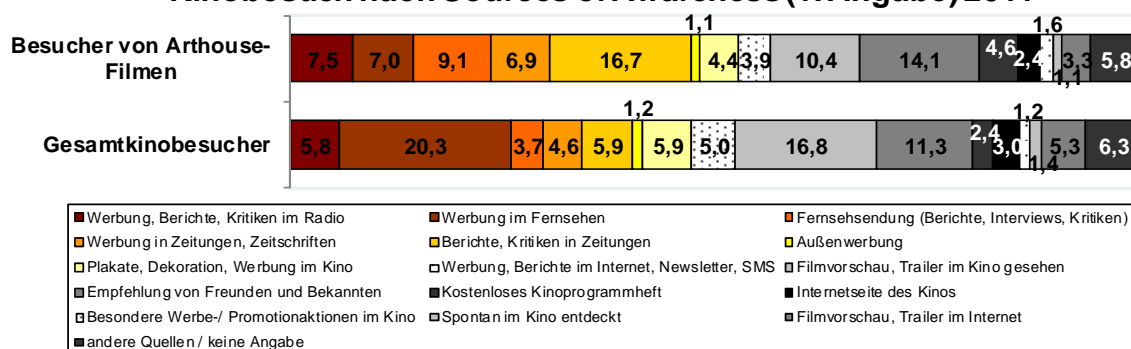 Kinobesuch nach Sources of Awareness (1. Angabe) 2011
1,1
1,6
Besucher von Arthouse-
Filmen
7,5 7,0 9,1 6,9 16,7 4,4 3,9 10,4 14,1 4,6 2,4 3,3 5,8
1,1
1,2
1,2
Gesamtkinobesucher
5,8 20,3 3,7 4,6 5,9 5,9 5,0 16,8 11,3 2,4 3,0 5,3 6,3
1,4
Werbung, Berichte, Kritiken im Radio Werbung im Fernsehen Fernsehsendung (Berichte, Interviews, Kritiken)
Werbung in Zeitungen, Zeitschriften Berichte, Kritiken in Zeitungen Außenwerbung
Plakate, Dekoration, Werbung im Kino Werbung, Berichte im Internet, Newsletter, SMS Filmvorschau, Trailer im Kino gesehen
Empfehlung von Freunden und Bekannten Kostenloses Kinoprogrammheft Internetseite des Kinos
Besondere Werbe-/ Promotionaktionen im Kino Spontan im Kino entdeckt Filmvorschau, Trailer im Internet
andere Quellen / keine Angabe